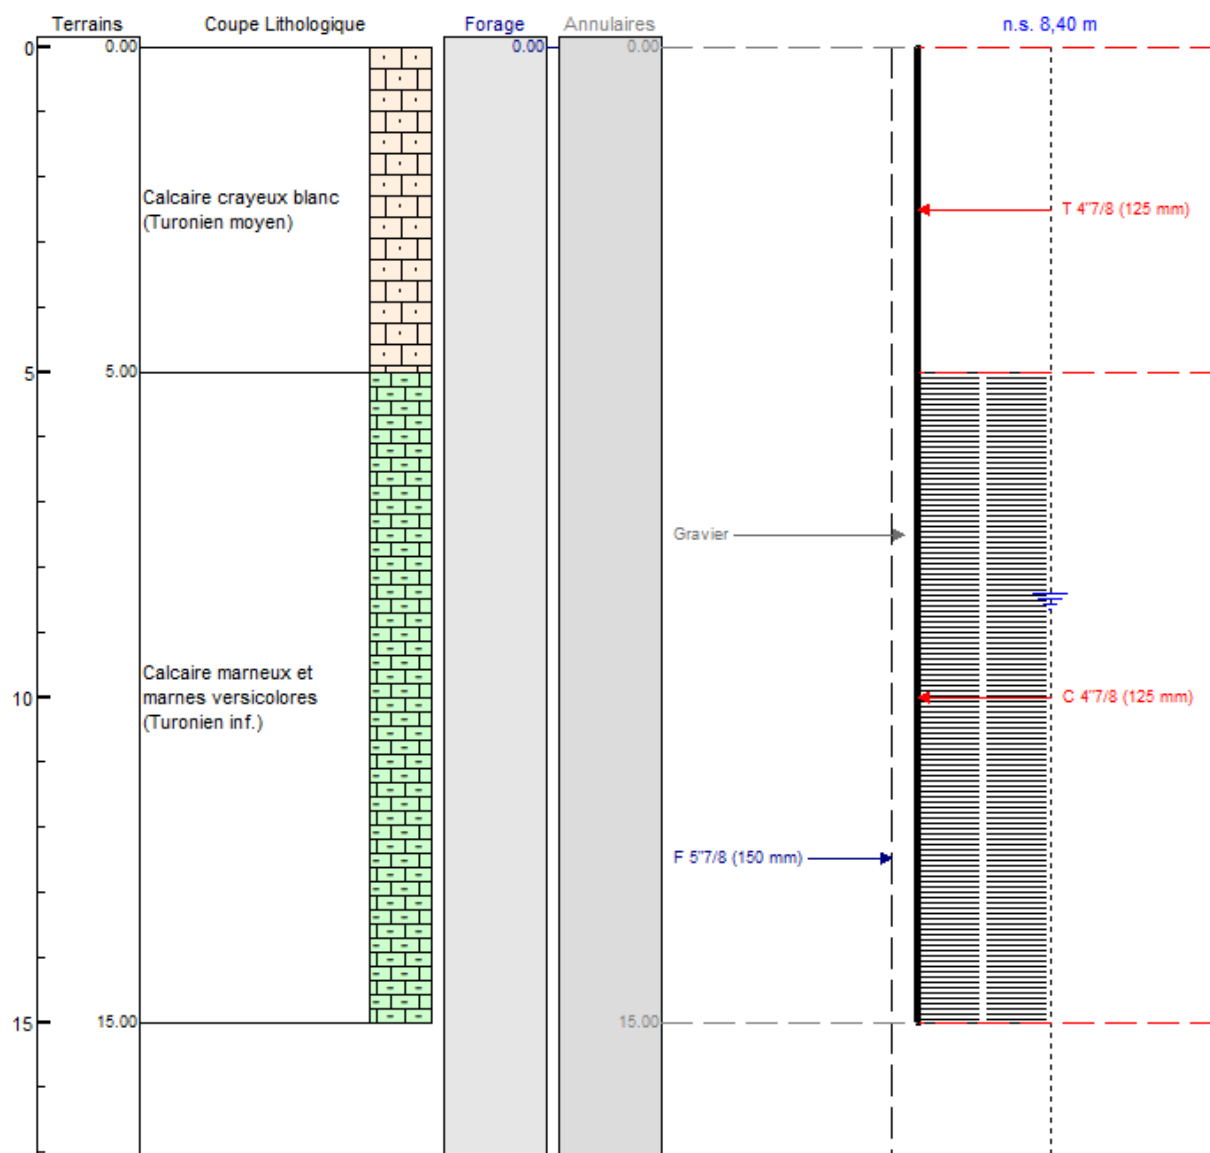 Terrains
Coupe Lithologique
Forage
Annulaires
n.s. 8,40 m
0
0.00
0.00
0.00
Calcaire crayeux blanc
(Turonien moyen)
T 4"7/8 (125 mm)
5
5.00
Gravier
Calcaire marneux et
marnes versicolores
(Turonien inf.)
10
C 4"7/8 (125 mm)
F 5"7/8 (150 mm)
15
15.00
15.00